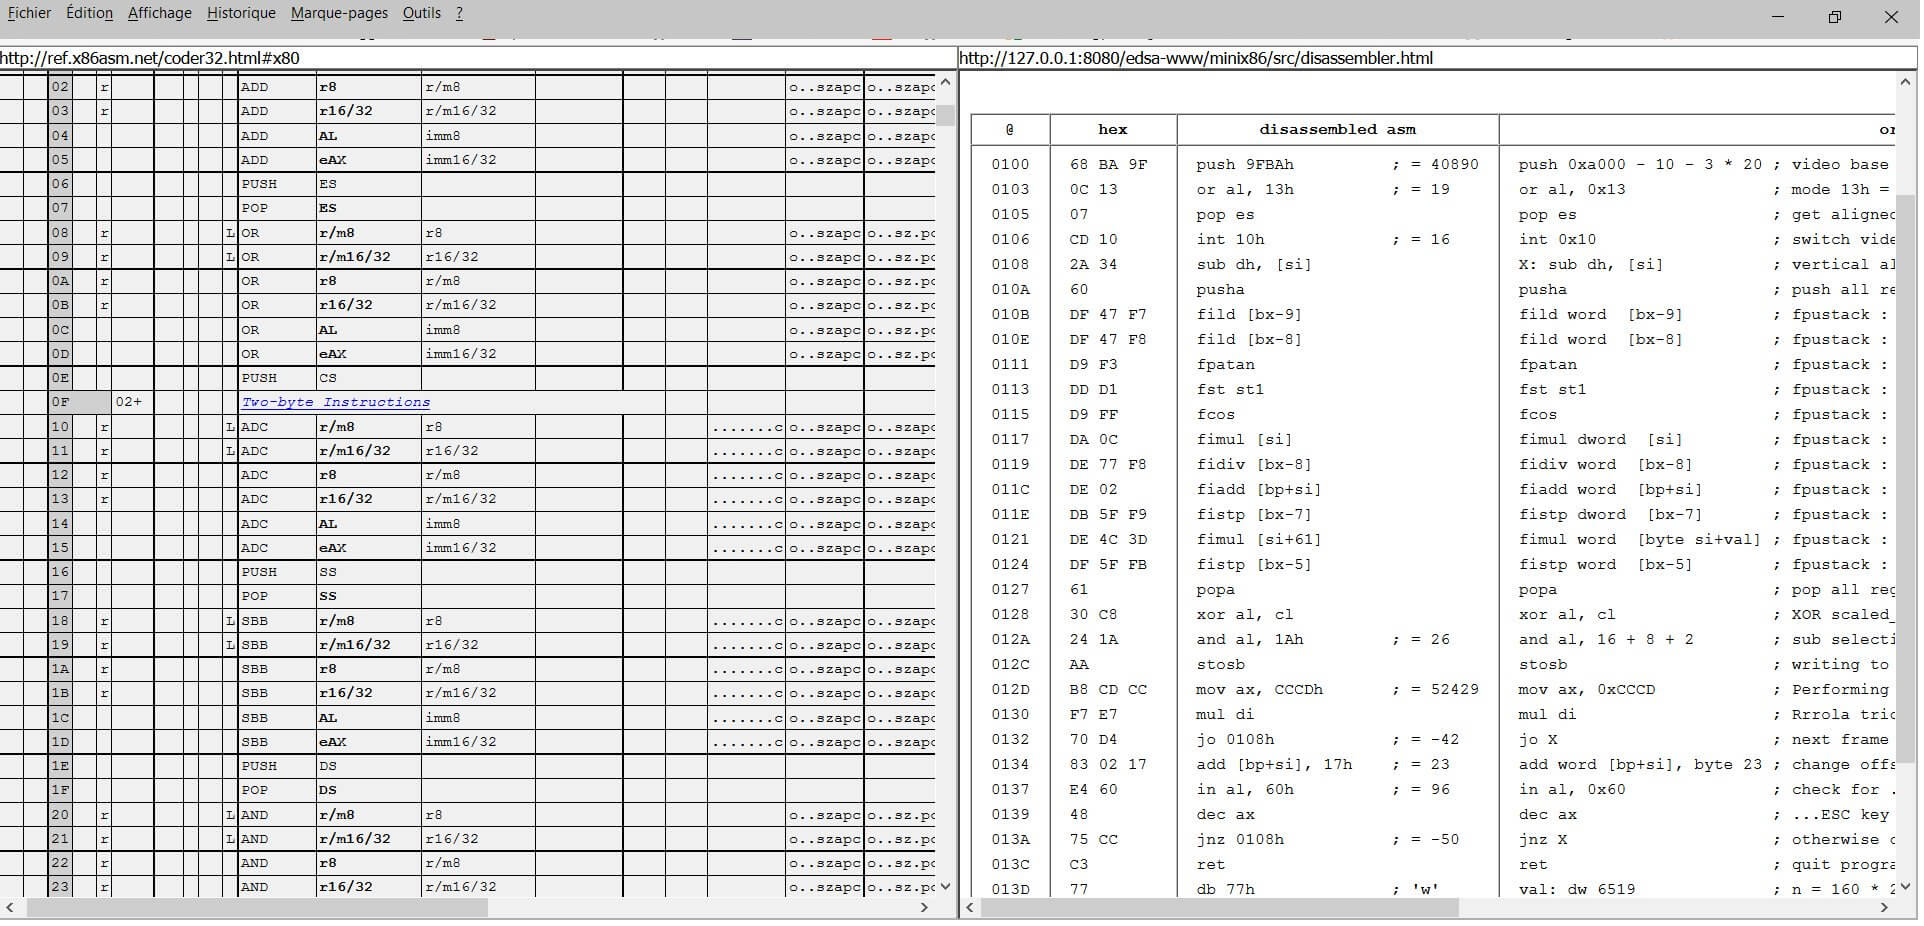 Fichier Édition Affichage Historique Marque-pages Outils ?
http://ref.x86asm.net/coder32.html#x80
02 r ADD r8 r/m8 o..szapc o..szapc
03 r ADD r16/32 r/m16/32 o..szapc o..szapc
04 ADD AL imm8 o..szapc o..szapc
05 ADD eAX imm16/32 o..szapc o..szapc
06 PUSH ES
07 POP ES
08 r L OR r/m8 r8 o..szapc o..sz.pc
09 r L OR r/m16/32 r16/32 o..szapc o..sz.pc
0A r OR r8 r/m8 o..szapc o..sz.pc
0B r OR r16/32 r/m16/32 o..szapc o..sz.pc
0C OR AL imm8 o..szapc o..sz.pc
0D OR eAX imm16/32 o..szapc o..sz.pc
0E PUSH CS
0F 02+ Two-byte Instructions
10 r L ADC r/m8 r8 .......c o..szapc o..szapc
11 r L ADC r/m16/32 r16/32 .......c o..szapc o..szapc
12 r ADC r8 r/m8 .......c o..szapc o..szapc
13 r ADC r16/32 r/m16/32 .......c o..szapc o..szapc
14 ADC AL imm8 .......c o..szapc o..szapc
15 ADC eAX imm16/32 .......c o..szapc o..szapc
16 PUSH SS
17 POP SS
18 r L SBB r/m8 r8 .......c o..szapc o..szapc
19 r L SBB r/m16/32 r16/32 .......c o..szapc o..szapc
1A r SBB r8 r/m8 .......c o..szapc o..szapc
1B r SBB r16/32 r/m16/32 .......c o..szapc o..szapc
1C SBB AL imm8 .......c o..szapc o..szapc
1D SBB eAX imm16/32 .......c o..szapc o..szapc
1E PUSH DS
1F POP DS
20 r L AND r/m8 r8 o..szapc o..sz.pc
21 r L AND r/m16/32 r16/32 o..szapc o..sz.pc
22 r AND r8 r/m8 o..szapc o..sz.pc
23 r AND r16/32 r/m16/32 o..szapc o..sz.pc
http://127.0.0.1:8080/edsa-www/minix86/src/disassembler.html
@ hex disassembled asm or
0100 68 BA 9F push 9FBAh ; = 40890 push 0xa000 - 10 - 3 * 20 ; video base
0103 0C 13 or al, 13h ; = 19 or al, 0x13 ; mode 13h =
0105 07 pop es pop es ; get aligned
0106 CD 10 int 10h ; = 16 int 0x10 ; switch vide
0108 2A 34 sub dh, [si] X: sub dh, [si] ; vertical al
010A 60 pusha pusha ; push all re
010B DF 47 F7 fild [bx-9] fild word [bx-9] ; fpustack :
010E DF 47 F8 fild [bx-8] fild word [bx-8] ; fpustack :
0111 D9 F3 fpatan fpatan ; fpustack :
0113 DD D1 fst st1 fst st1 ; fpustack :
0115 D9 FF fcos fcos ; fpustack :
0117 DA 0C fimul [si] fimul dword [si] ; fpustack :
0119 DE 77 F8 fidiv [bx-8] fidiv word [bx-8] ; fpustack :
011C DE 02 fiadd [bp+si] fiadd word [bp+si] ; fpustack :
011E DB 5F F9 fistp [bx-7] fistp dword [bx-7] ; fpustack :
0121 DE 4C 3D fimul [si+61] fimul word [byte si+val] ; fpustack :
0124 DF 5F FB fistp [bx-5] fistp word [bx-5] ; fpustack :
0127 61 popa popa ; pop all reg
0128 30 C8 xor al, cl xor al, cl ; XOR scaled_
012A 24 1A and al, 1Ah ; = 26 and al, 16 + 8 + 2 ; sub selecti
012C AA stosb stosb ; writing to
012D B8 CD CC mov ax, CCCDh ; = 52429 mov ax, 0xCCCD ; Performing
0130 F7 E7 mul di mul di ; Rrrola tric
0132 70 D4 jo 0108h ; = -42 jo X ; next frame
0134 83 02 17 add [bp+si], 17h ; = 23 add word [bp+si], byte 23 ; change offs
0137 E4 60 in al, 60h ; = 96 in al, 0x60 ; check for .
0139 48 dec ax dec ax ; ...ESC key
013A 75 CC jnz 0108h ; = -50 jnz X ; otherwise c
013C C3 ret ret ; quit progra
013D 77 db 77h ; 'w' val: dw 6519 ; n = 160 * 2